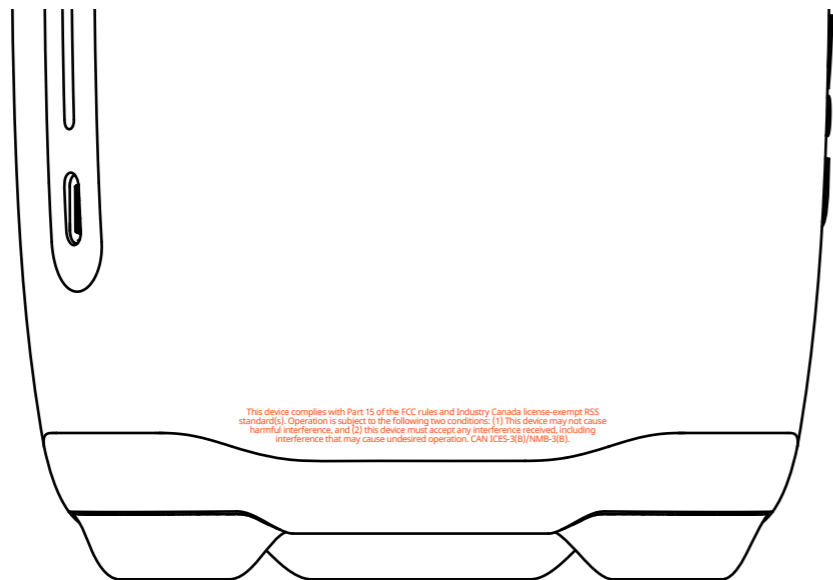 This device complies with Part 15 of the FCC rules and Industry Canada license-exempt RSS
standard(s). Operation is subject to the following two conditions: (1) This device may not cause
harmful interference, and (2) this device must accept any interference received, including
interference that may cause undesired operation. CAN ICES-3(B)/NMB-3(B).